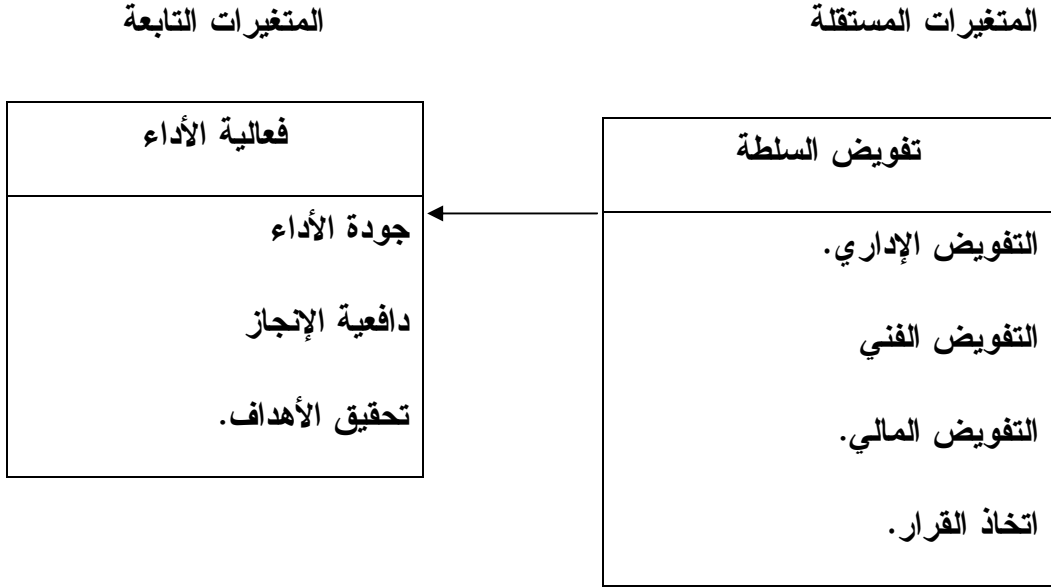 المتغيرات المستقلة
المتغيرات التابعة
تفويض السلطة
التفويض الإداري.
التفويض الفني
التفويض المالي.
اتخاذ القرار.
فعالية الأداء
جودة الأداء
دافعية الإنجاز
تحقيق الأهداف.